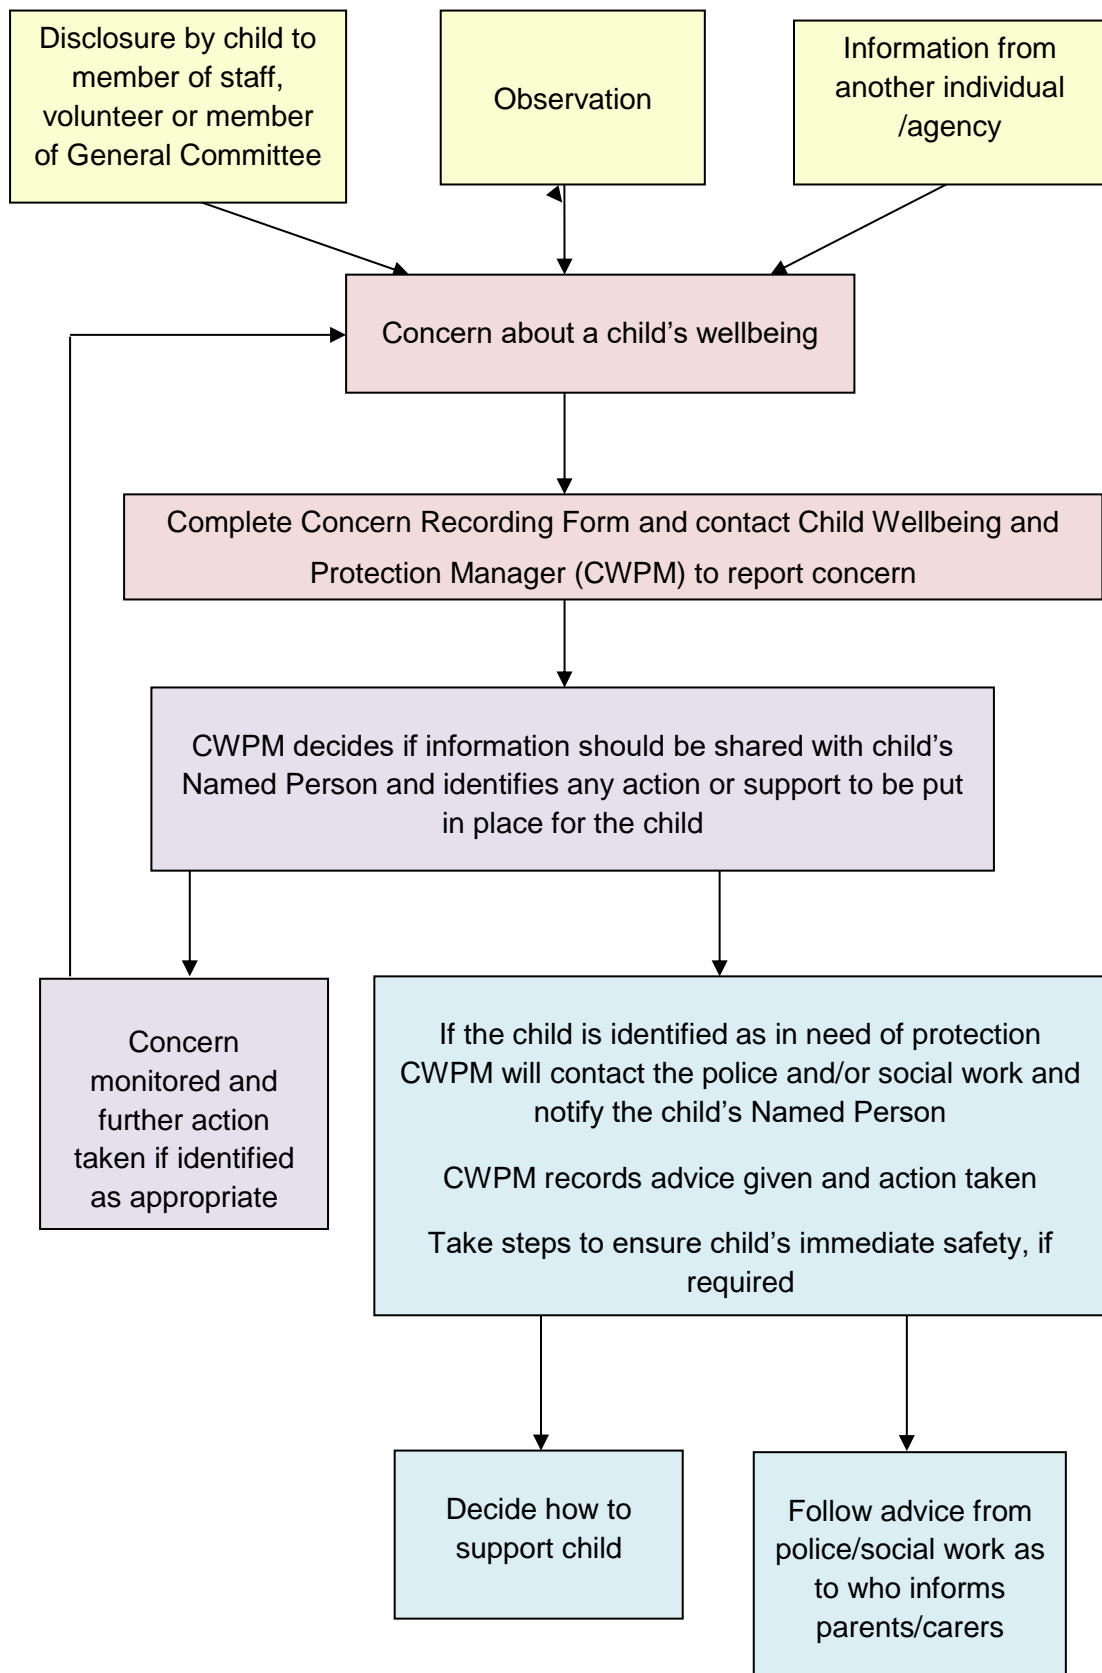 Disclosure by child to
member of staff,
volunteer or member
of General Committee
Observation
Information from
another individual
/agency
Concern about a child’s wellbeing
Complete Concern Recording Form and contact Child Wellbeing and
Protection Manager (CWPM) to report concern
CWPM decides if information should be shared with child’s
Named Person and identifies any action or support to be put
in place for the child
Concern
monitored and
further action
taken if identified
as appropriate
If the child is identified as in need of protection
CWPM will contact the police and/or social work and
notify the child’s Named Person
CWPM records advice given and action taken
Take steps to ensure child’s immediate safety, if
required
Decide how to
support child
Follow advice from
police/social work as
to who informs
parents/carers